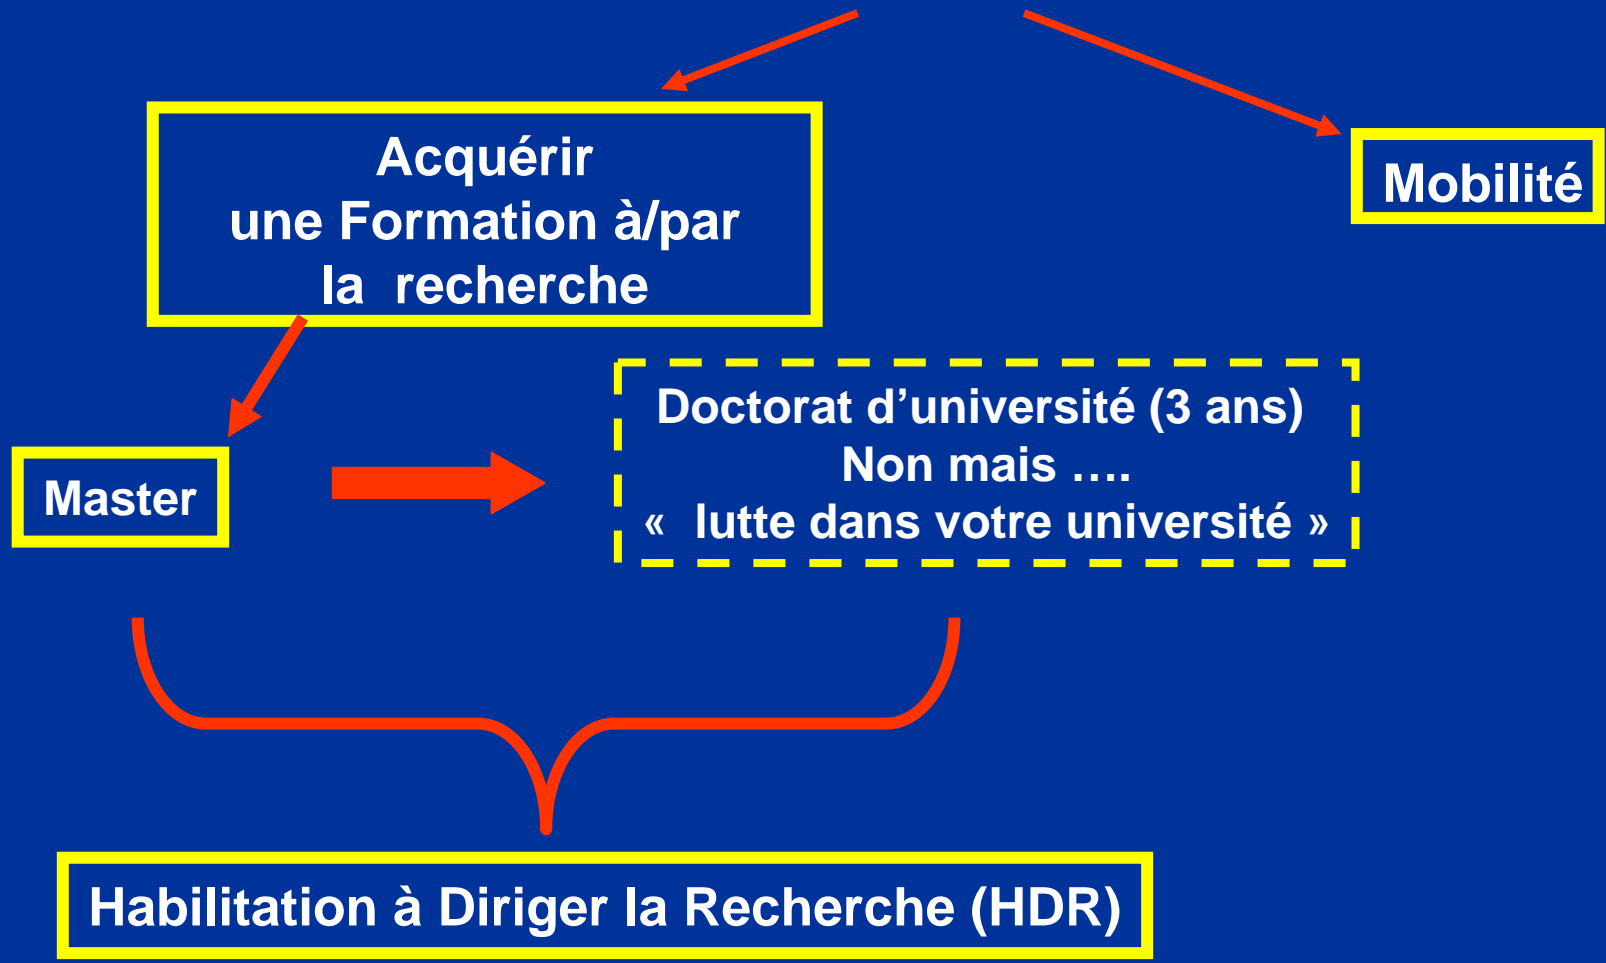 Acquérir
une Formation à/par
la recherche
Mobilité
Doctorat d’université (3 ans)
Non mais ….
« lutte dans votre université »
Master
Habilitation à Diriger la Recherche (HDR)